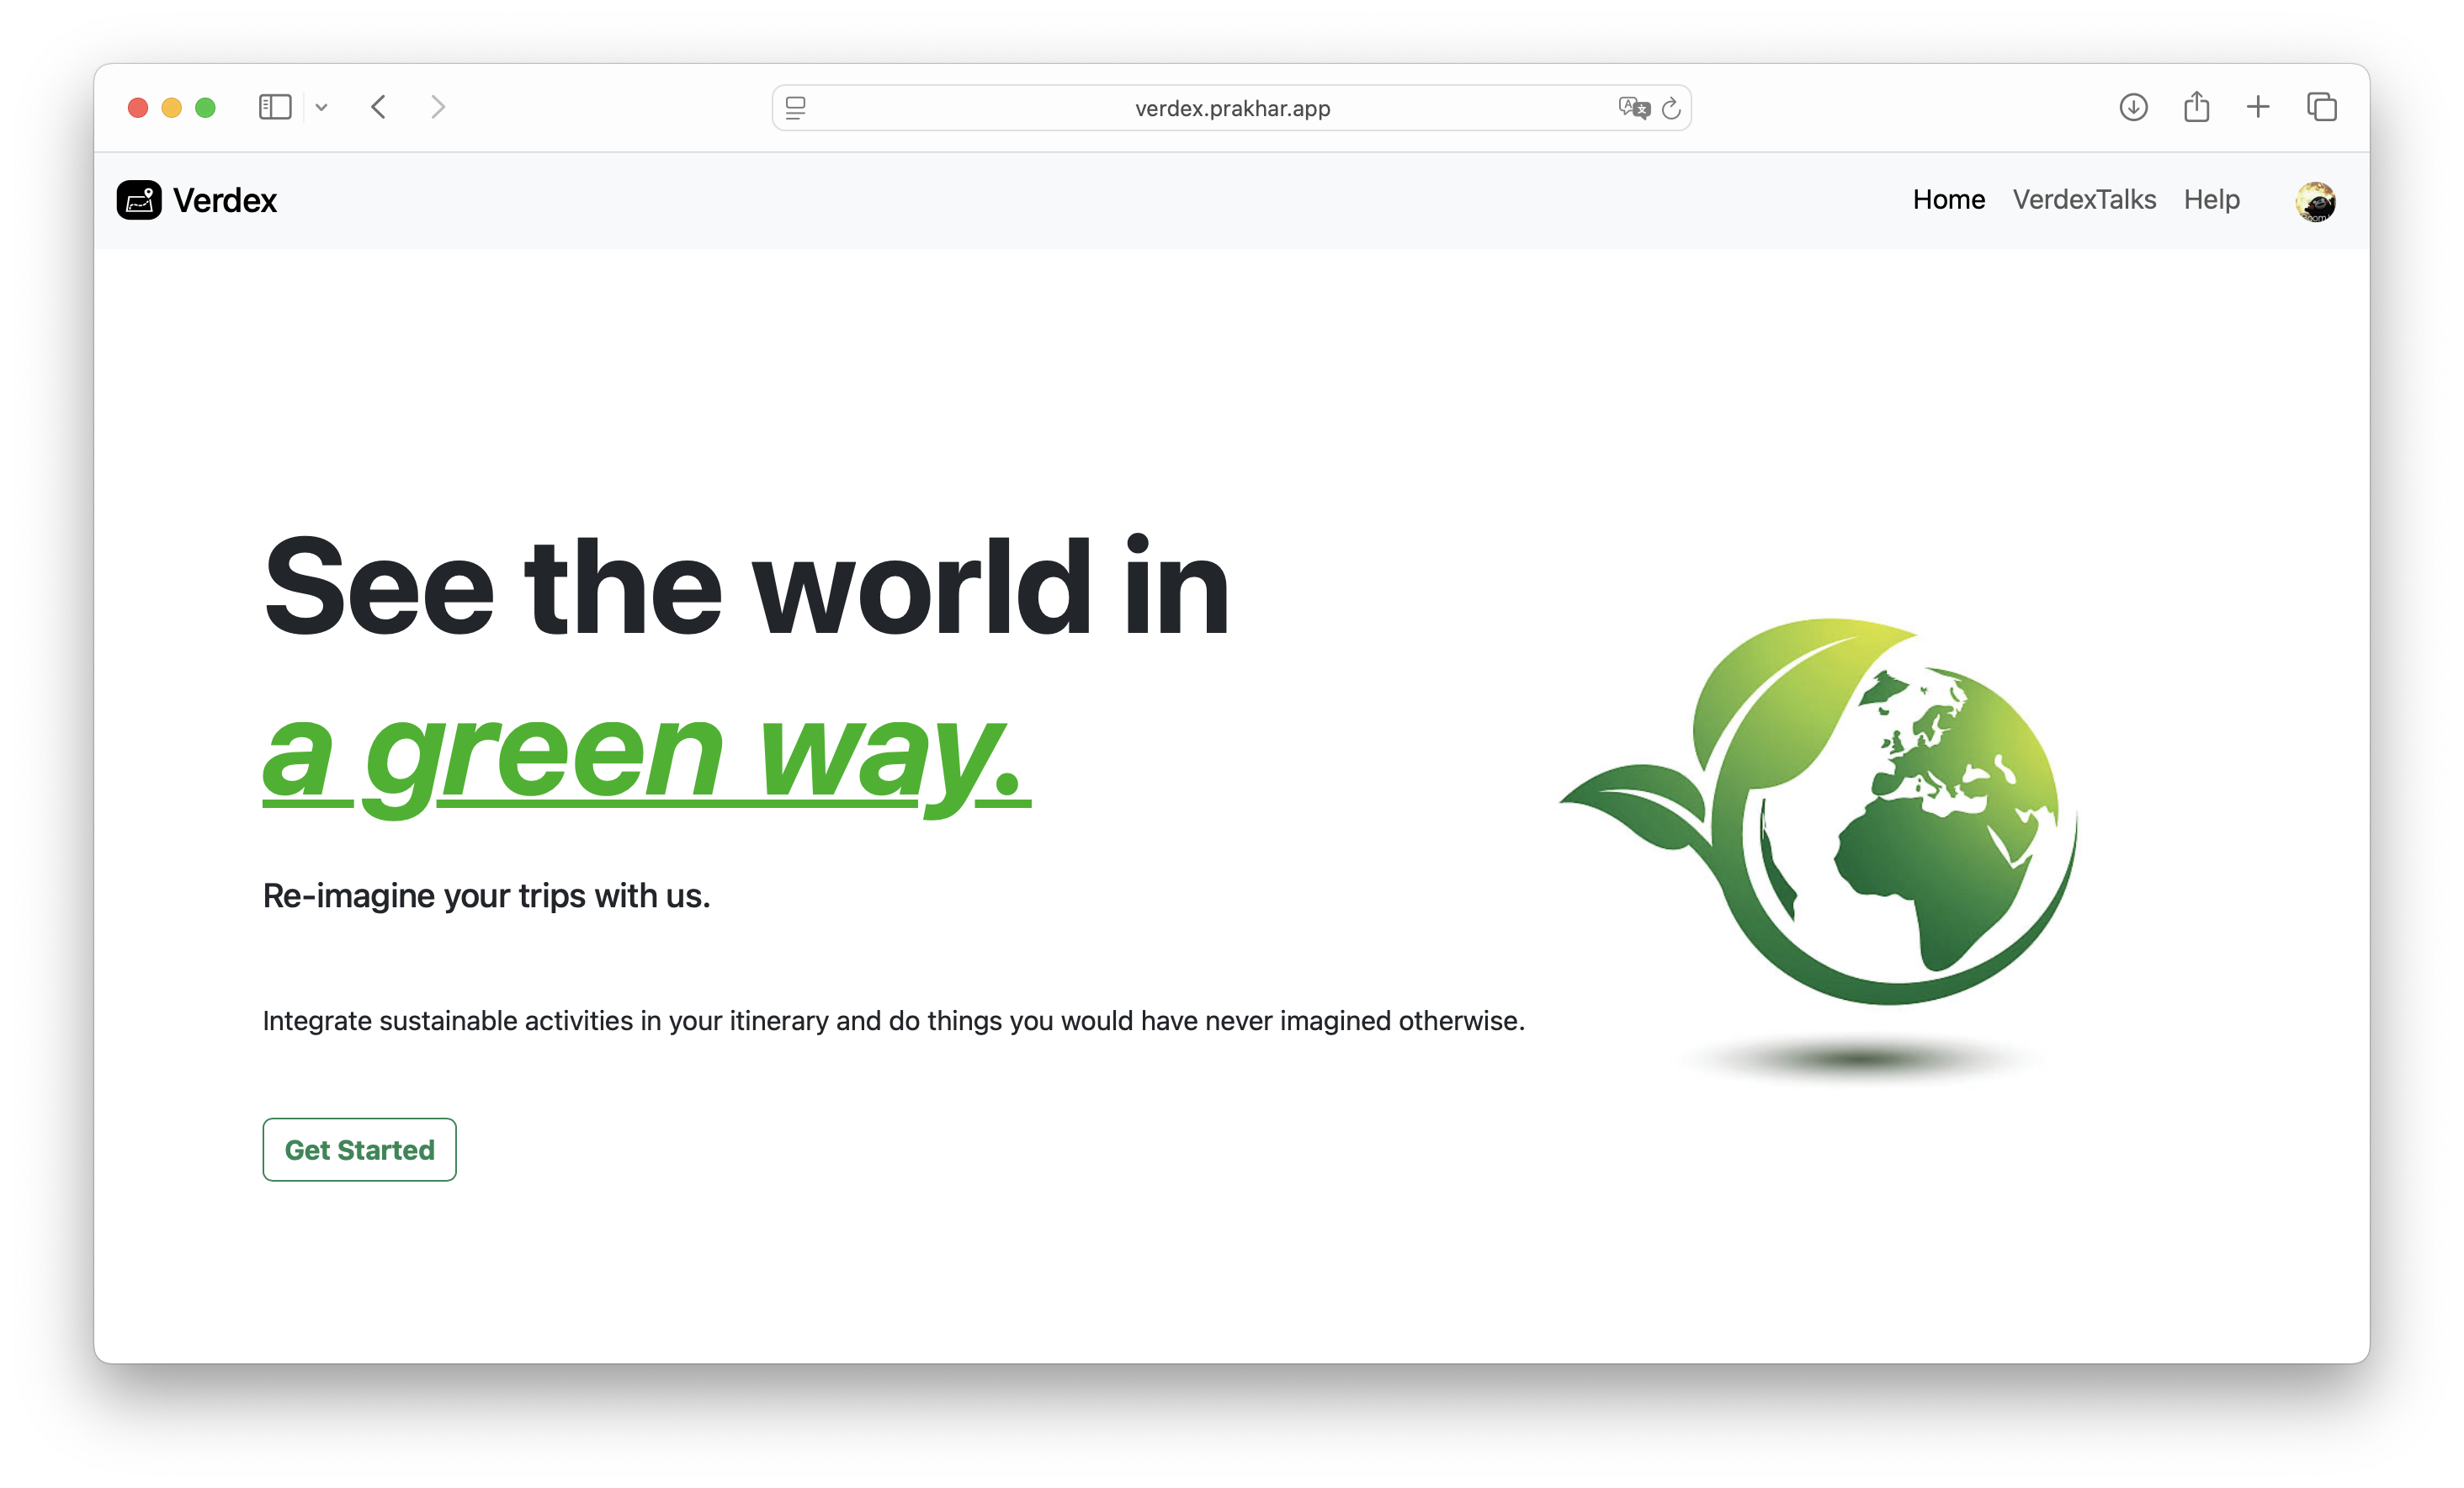 verdex.prakhar.app
Verdex
Home VerdexTalks Help
See the world in
a green way.
Re-imagine your trips with us.
Integrate sustainable activities in your itinerary and do things you would have never imagined otherwise.
Get Started